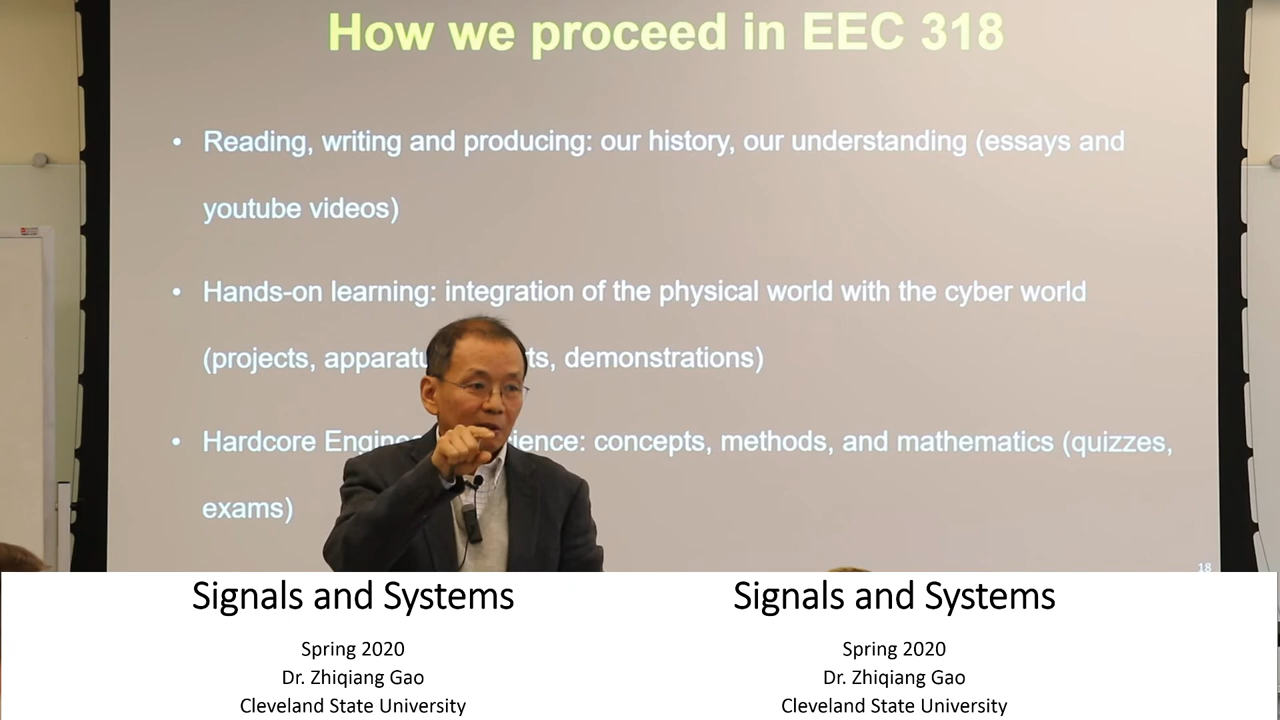 How we proceed in EEC 318
• Reading, writing and producing: our history, our understanding (essays and
youtube videos)
• Hands-on learning: integration of the physical world with the cyber world
(projects, demonstrations)
• Hardcore concepts, methods, and mathematics (quizzes,
exams)
18
Signals and Systems
Spring 2020
Dr. Zhiqiang Gao
Cleveland State University
Signals and Systems
Spring 2020
Dr. Zhiqiang Gao
Cleveland State University